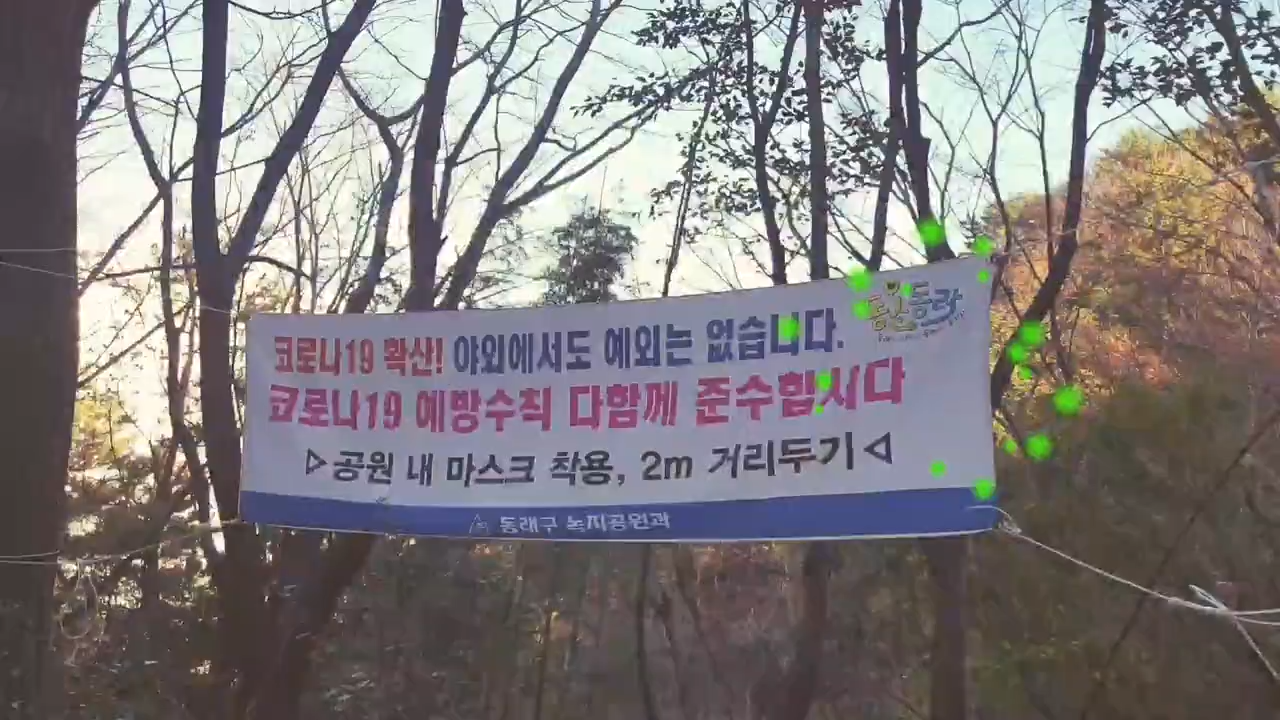 코로나19 확산! 야외에서도 예외는 없습니다.
코로나19 예방수칙 다함께 준수합시다
▷공원 내 마스크 착용, 2m 거리두기◁
동래구 녹지공원과